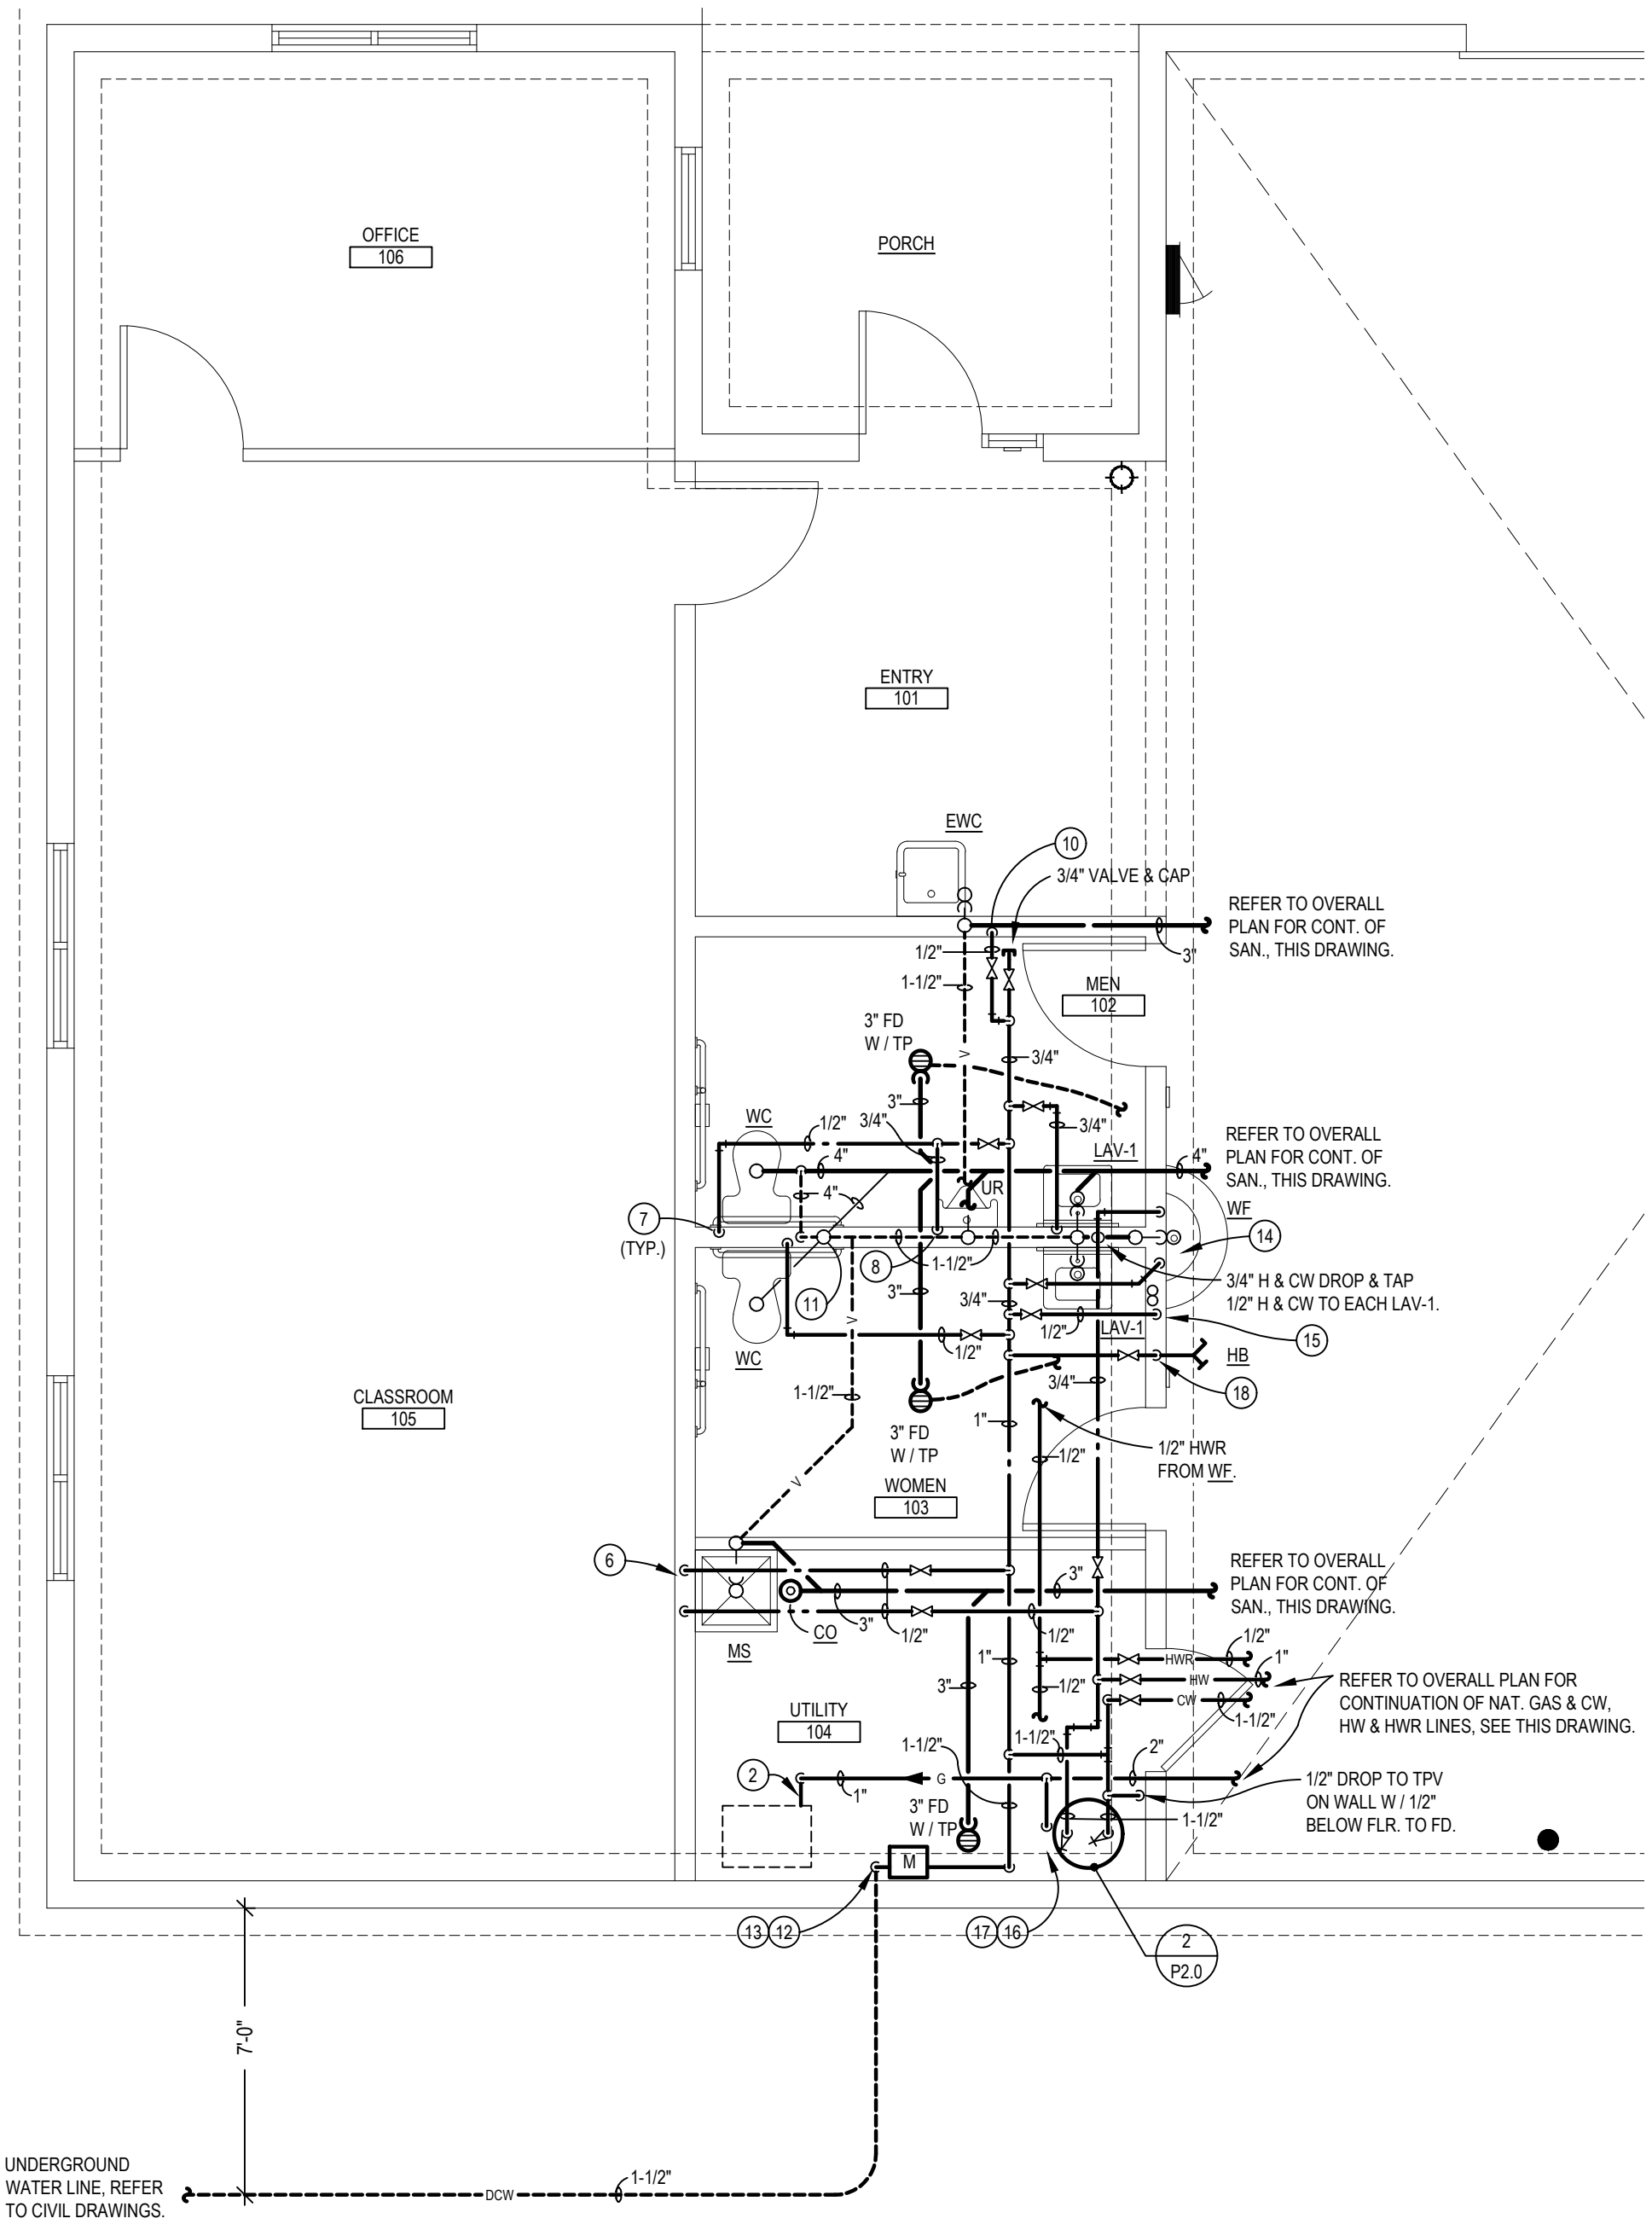 OFFICE
106
PORCH
ENTRY
101
EWC
10
3/4" VALVE & CAP
REFER TO OVERALL
PLAN FOR CONT. OF
SAN., THIS DRAWING.
3"
1/2"
1-1/2"
MEN
102
3" FD
W / TP
V
3/4"
3"
WC
1/2"
3/4"
3/4"
LAV-1
REFER TO OVERALL
PLAN FOR CONT. OF
SAN., THIS DRAWING.
4"
4"
4"
UR
WF
7
(TYP.)
14
8
1-1/2"
3/4" H & CW DROP & TAP
1/2" H & CW TO EACH LAV-1.
11
3"
3/4"
V
1/2"
LAV-1
15
WC
1/2"
HB
18
3/4"
1-1/2"
CLASSROOM
105
1"
3" FD
W / TP
1/2"
1/2" HWR
FROM WF.
V
WOMEN
103
6
REFER TO OVERALL
PLAN FOR CONT. OF
SAN., THIS DRAWING.
3"
3"
CO
1/2"
1/2"
MS
1"
1/2"
HWR
HW
1"
CW
1-1/2"
3"
1/2"
REFER TO OVERALL PLAN FOR
CONTINUATION OF NAT. GAS & CW,
HW & HWR LINES, SEE THIS DRAWING.
UTILITY
104
1-1/2"
1-1/2"
2"
2
G
1"
1/2" DROP TO TPV
ON WALL W / 1/2"
BELOW FLR. TO FD.
3" FD
W / TP
1-1/2"
M
13
12
17
16
2
P2.0
7'-0"
UNDERGROUND
WATER LINE, REFER
TO CIVIL DRAWINGS.
DCW
1-1/2"